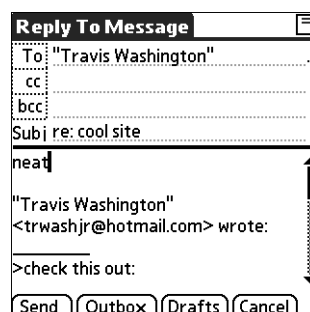 Reply To Message
To "Travis Washington"
cc
bcc
Subj re: cool site
neat
"Travis Washington"
<trwashjr@hotmail.com> wrote:
>check this out:
Send Outbox Drafts Cancel